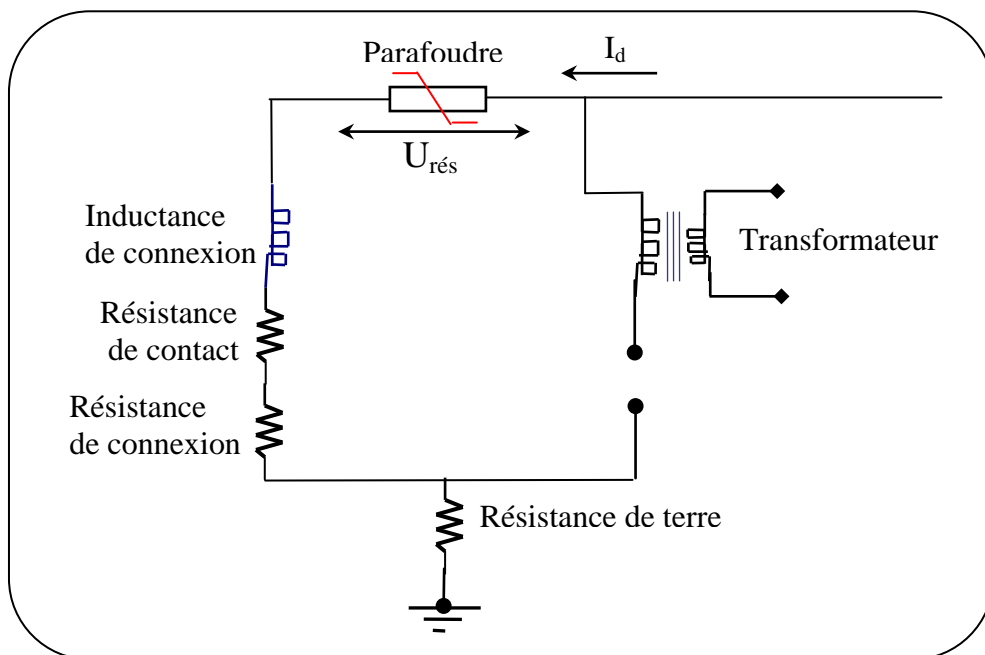 Parafoudre
I_d
U_rés
Inductance
de connexion
Transformateur
Résistance
de contact
Résistance
de connexion
Résistance de terre